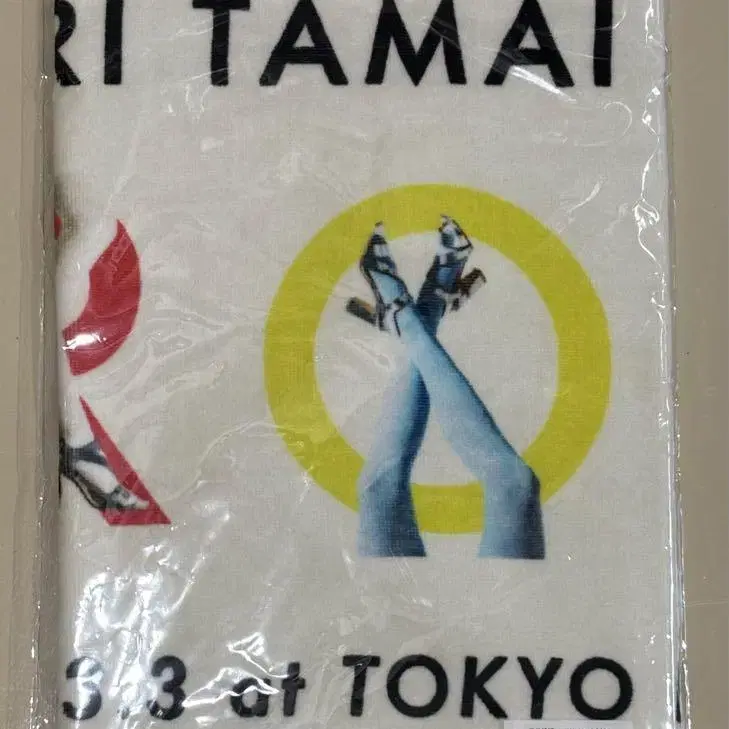 RI TAMAI
R O
3.3 at TOKYO